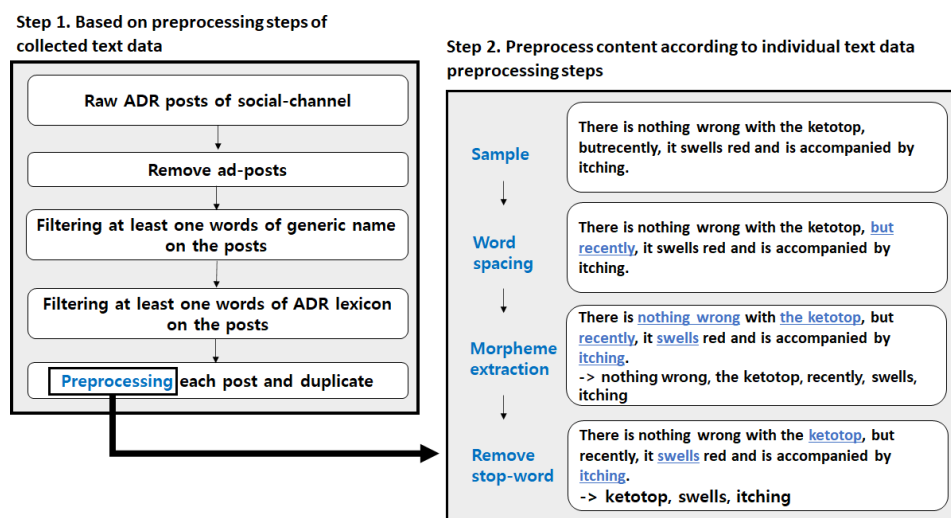 Step 1. Based on preprocessing steps of
collected text data
Raw ADR posts of social-channel
Remove ad-posts
Filtering at least one words of generic name
on the posts
Filtering at least one words of ADR lexicon
on the posts
Preprocessing each post and duplicate
Step 2. Preprocess content according to individual text data
preprocessing steps
Sample
There is nothing wrong with the ketotop,
butrecently, it swells red and is accompanied by
itching.
Word
spacing
There is nothing wrong with the ketotop, but
recently, it swells red and is accompanied by
itching.
Morpheme
extraction
There is nothing wrong with the ketotop, but
recently, it swells red and is accompanied by
itching.
-> nothing wrong, the ketotop, recently, swells,
itching
Remove
stop-word
There is nothing wrong with the ketotop, but
recently, it swells red and is accompanied by
itching.
-> ketotop, swells, itching